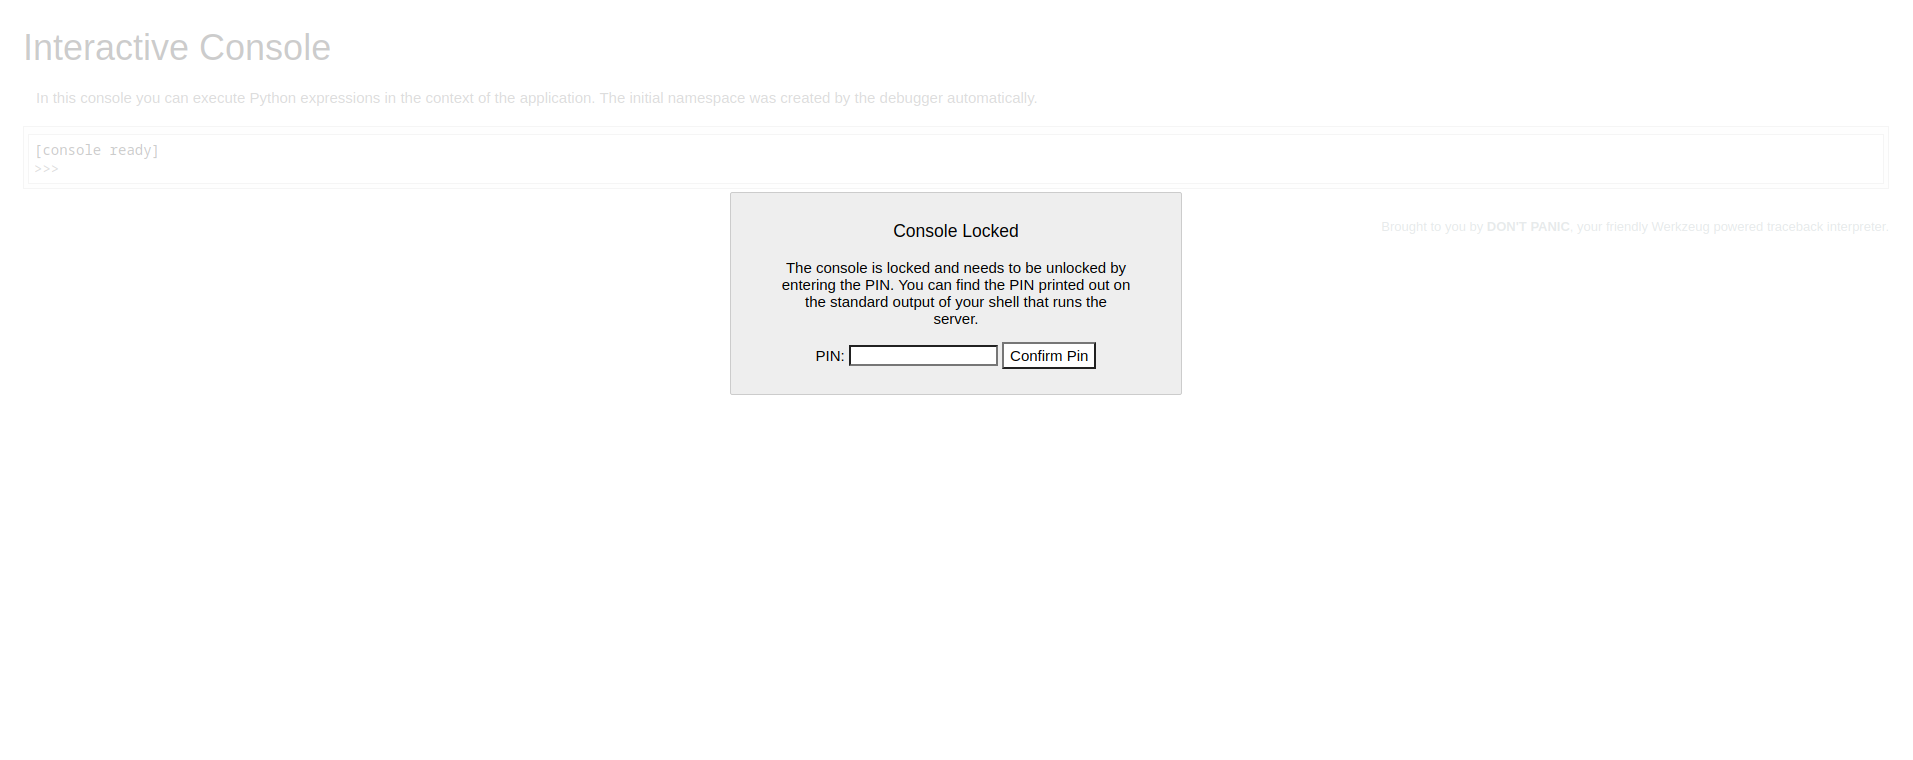 Interactive Console
In this console you can execute Python expressions in the context of the application. The initial namespace was created by the debugger automatically.
[console ready]
>>>
Console Locked
The console is locked and needs to be unlocked by
entering the PIN. You can find the PIN printed out on
the standard output of your shell that runs the
server.
PIN: Confirm Pin
Brought to you by DON'T PANIC, your friendly Werkzeug powered traceback interpreter.